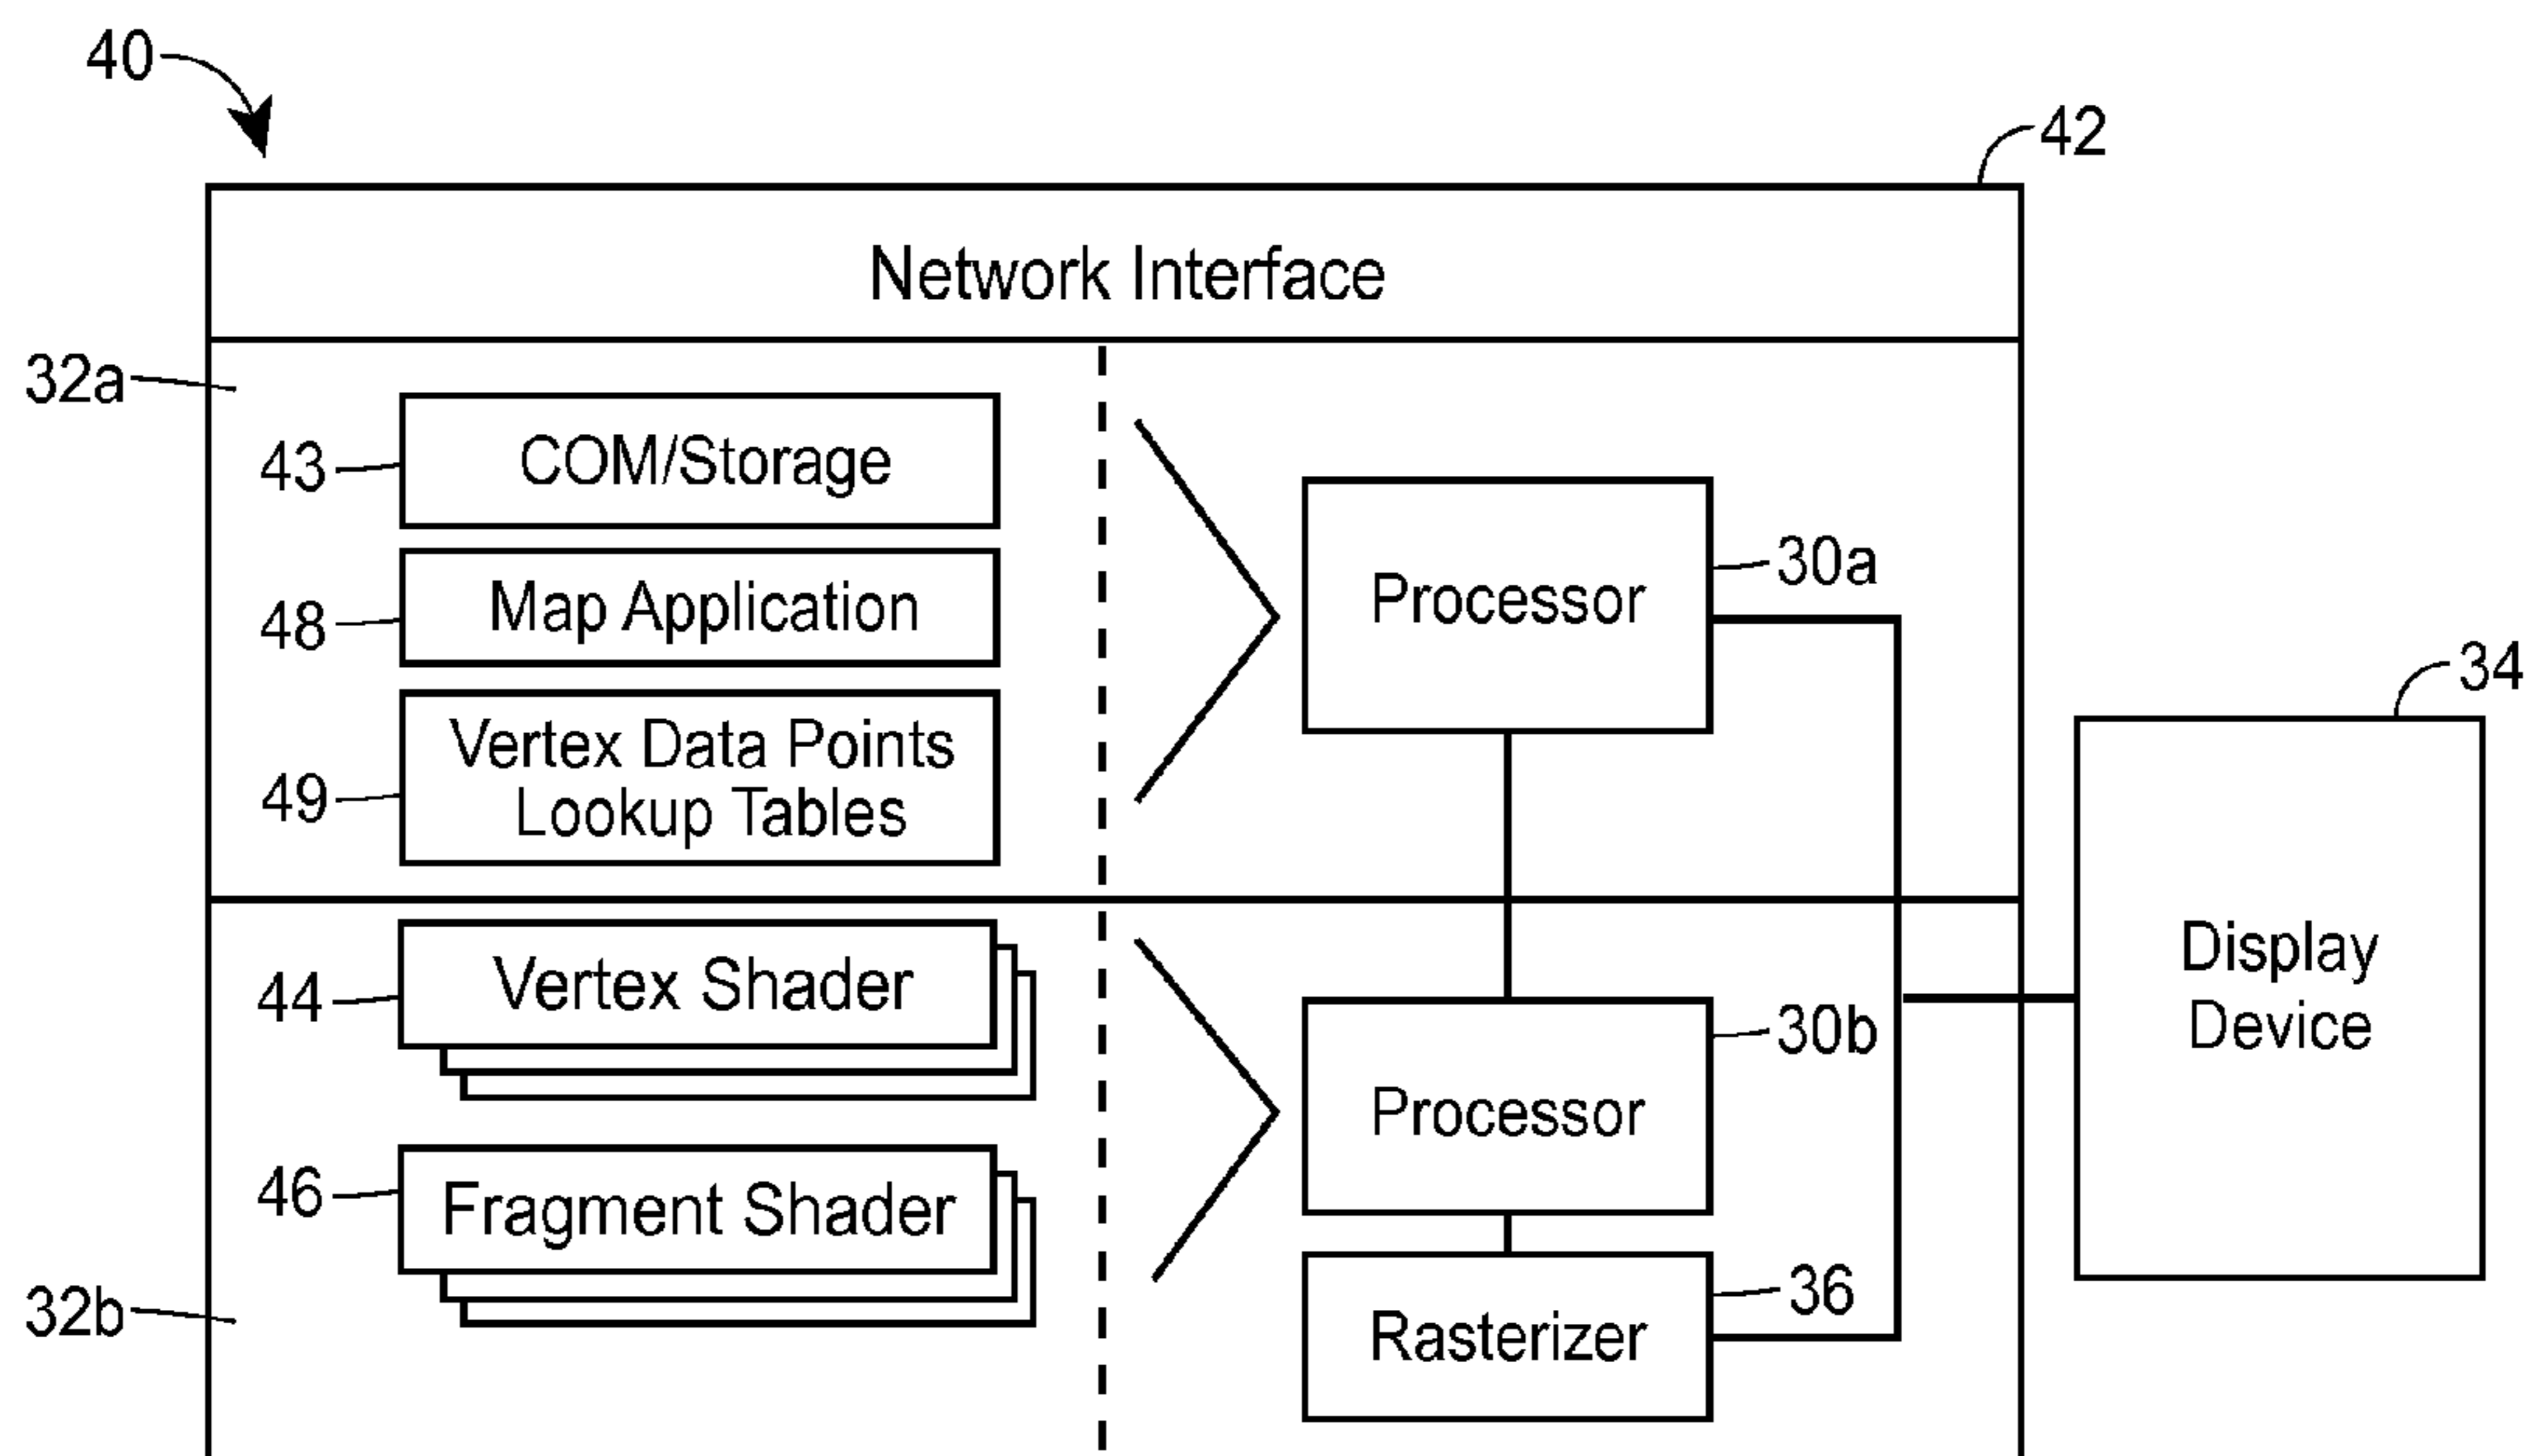 40
42
Network Interface
32a
43
COM/Storage
48
Map Application
49
Vertex Data Points
Lookup Tables
Processor
30a
34
Display
Device
44
Vertex Shader
46
Fragment Shader
32b
Processor
30b
Rasterizer
36